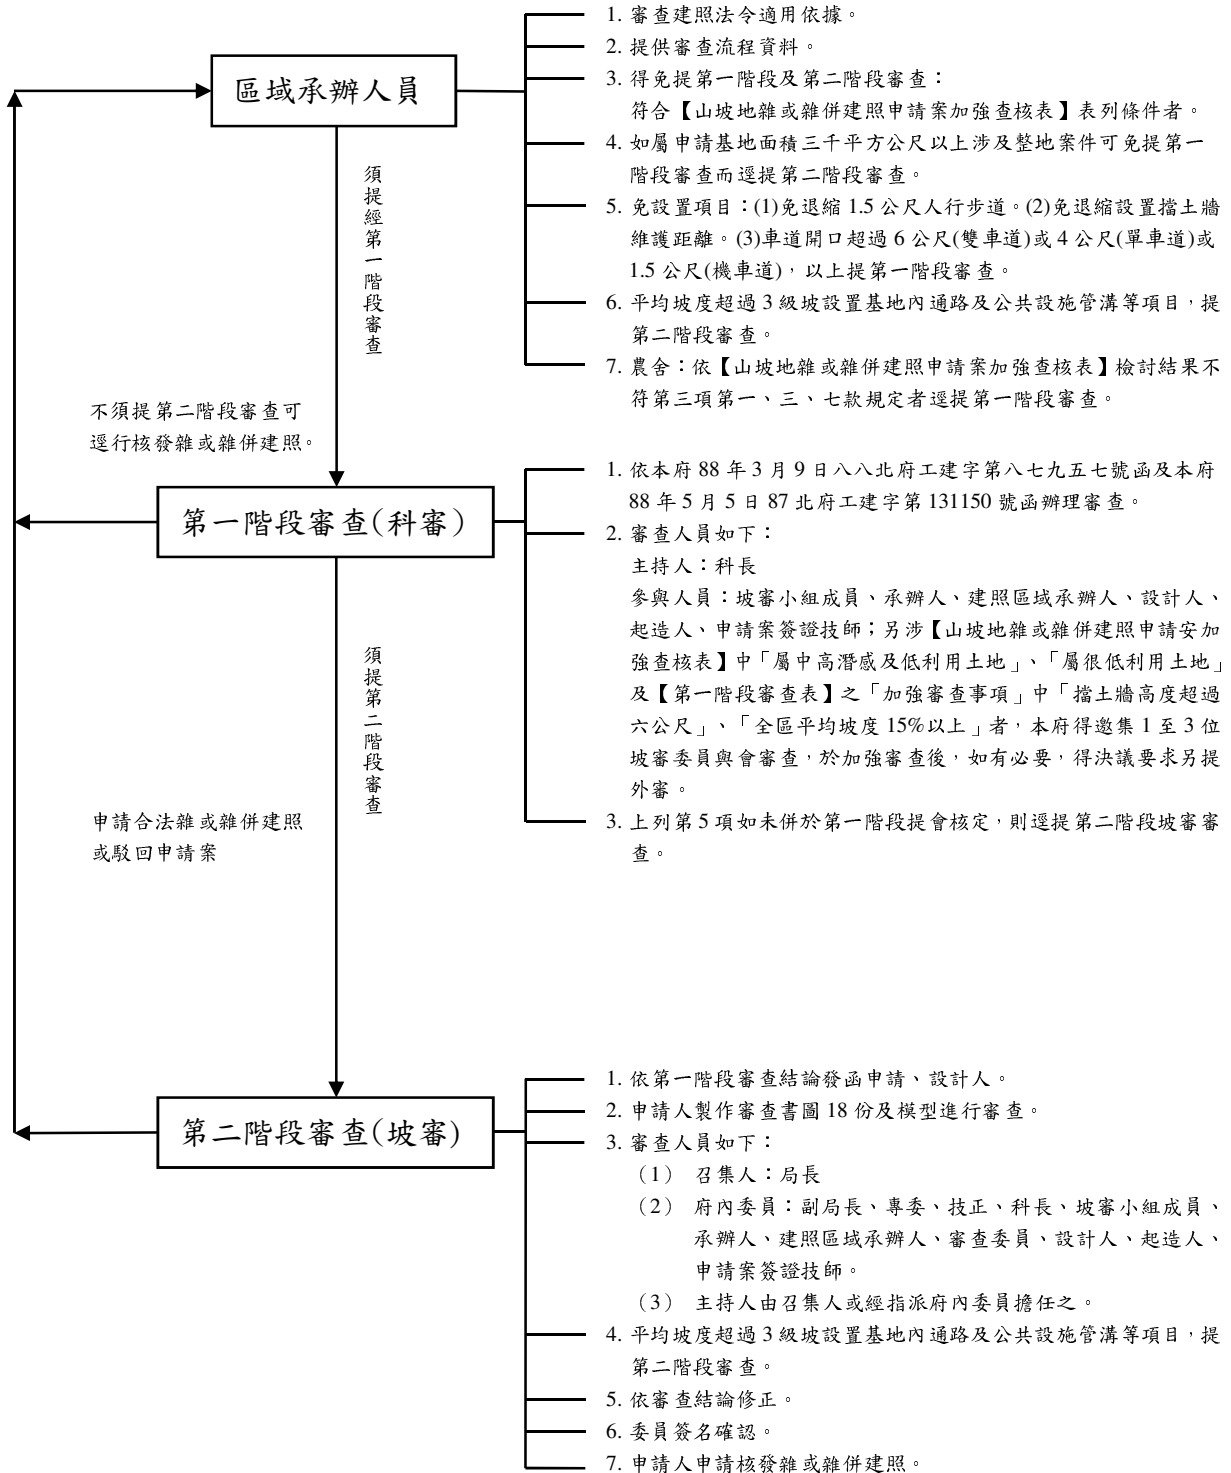 1. 審查建照法令適用依據。
2. 提供審查流程資料。
區域承辦人員
3. 得免提第一階段及第二階段審查：
符合【山坡地雜或雜併建照申請案加強查核表】表列條件者。
4. 如屬申請基地面積三千平方公尺以上涉及整地案件可免提第一
階段審查而逕提第二階段審查。
5. 免設置項目：(1)免退縮 1.5 公尺人行步道。(2)免退縮設置擋土牆
維護距離。(3)車道開口超過 6 公尺(雙車道)或 4 公尺(單車道)或
1.5 公尺(機車道)，以上提第一階段審查。
6. 平均坡度超過 3 級坡設置基地內通路及公共設施管溝等項目，提
第二階段審查。
7. 農舍：依【山坡地雜或雜併建照申請案加強查核表】檢討結果不
符第三項第一、三、七款規定者逕提第一階段審查。
須提經第一階段審查
不須提第二階段審查可
逕行核發雜或雜併建照。
第一階段審查(科審)
1. 依本府 88 年 3 月 9 日八八北府工建字第八七九五七號函及本府
88 年 5 月 5 日 87 北府工建字第 131150 號函辦理審查。
2. 審查人員如下：
主持人：科長
參與人員：坡審小組成員、承辦人、建照區域承辦人、設計人、
起造人、申請案簽證技師；另涉【山坡地雜或雜併建照申請安加
強查核表】中「屬中高潛感及低利用土地」、「屬很低利用土地」
及【第一階段審查表】之「加強審查事項」中「擋土牆高度超過
六公尺」、「全區平均坡度 15%以上」者，本府得邀集 1 至 3 位
坡審委員與會審查，於加強審查後，如有必要，得決議要求另提
外審。
3. 上列第 5 項如未併於第一階段提會核定，則逕提第二階段坡審審
查。
須提第二階段審查
申請合法雜或雜併建照
或駁回申請案
第二階段審查(坡審)
1. 依第一階段審查結論發函申請、設計人。
2. 申請人製作審查書圖 18 份及模型進行審查。
3. 審查人員如下：
（1） 召集人：局長
（2） 府內委員：副局長、專委、技正、科長、坡審小組成員、
承辦人、建照區域承辦人、審查委員、設計人、起造人、
申請案簽證技師。
（3） 主持人由召集人或經指派府內委員擔任之。
4. 平均坡度超過 3 級坡設置基地內通路及公共設施管溝等項目，提
第二階段審查。
5. 依審查結論修正。
6. 委員簽名確認。
7. 申請人申請核發雜或雜併建照。